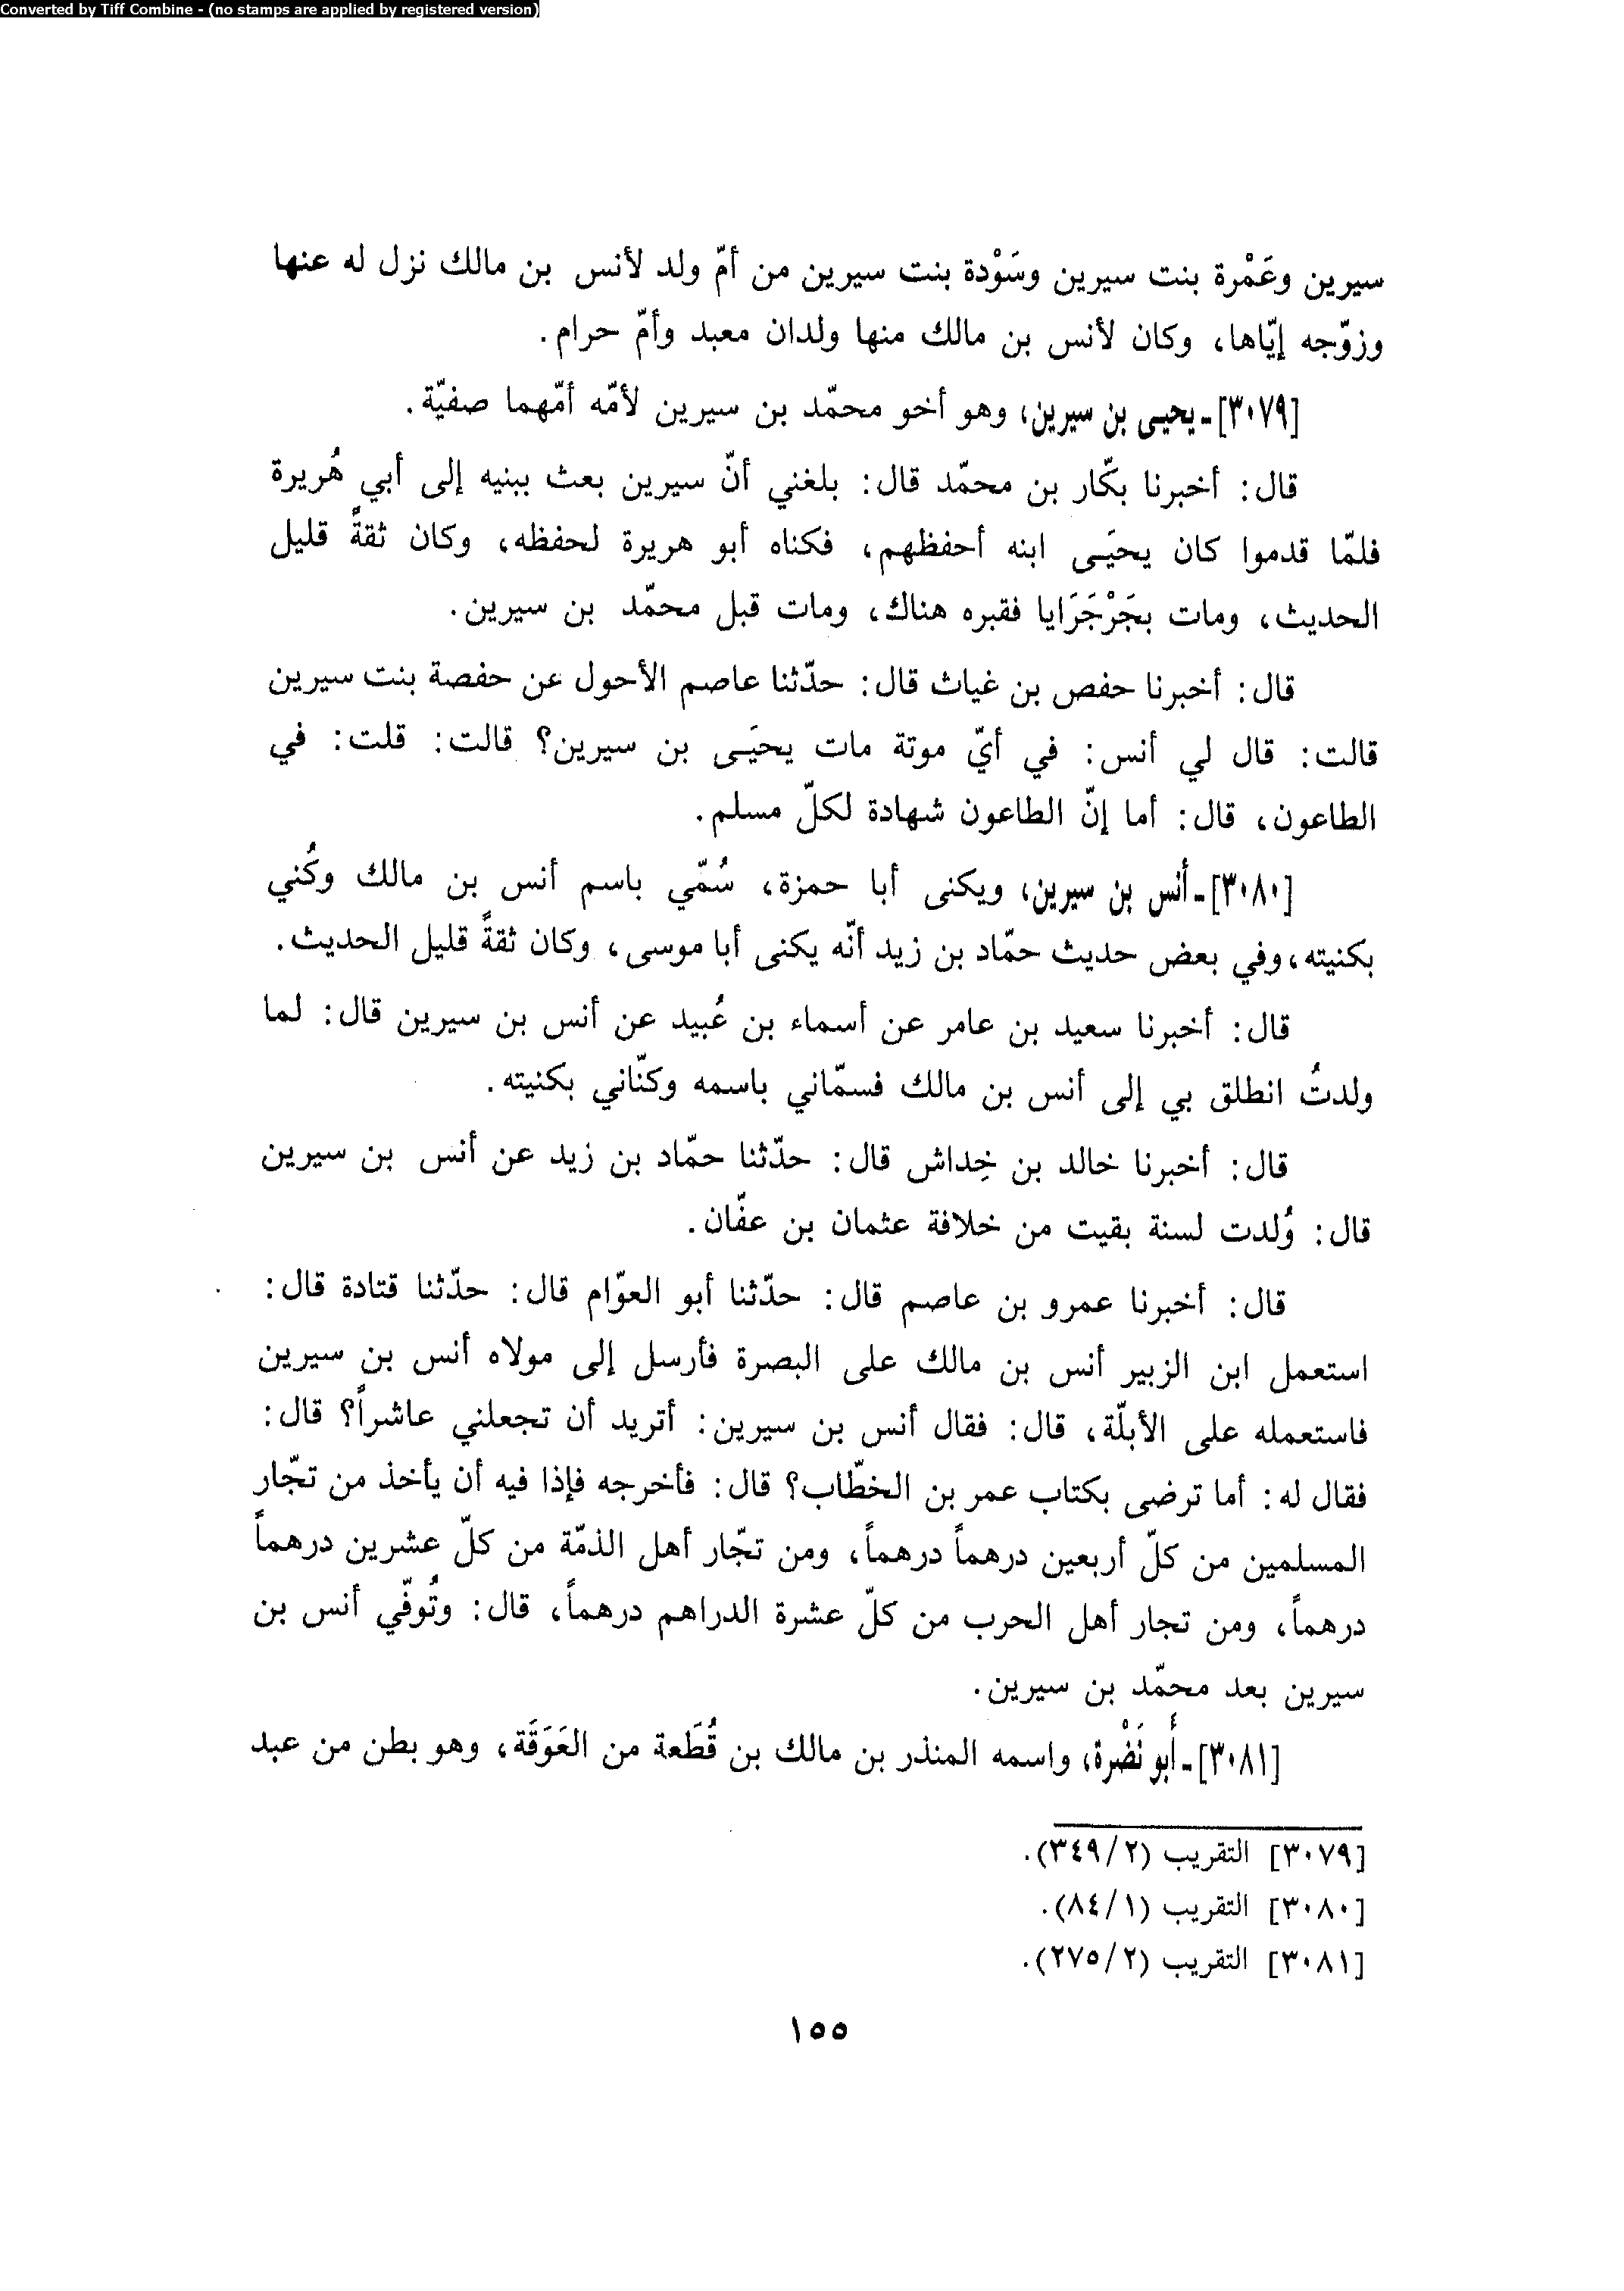 Converted by Tiff Combine - (no stamps are applied by registered version)
سيرين وعَمْرة بنت سيرين وسَوْدة بنت سيرين من أمّ ولد لأنس بن مالك نزل له عنها
وزوّجه إيّاها، وكان لأنس بن مالك منها ولدان معبد وأمّ حرام.
[٣٠٧٩]ـ يحيى بن سيرين، وهو أخو محمّد بن سيرين لأمّه أمّهما صفيّة.
قال: أخبرنا بكّار بن محمّد قال: بلغني أنّ سيرين بعث ببنيه إلى أبي هُريرة
فلمّا قدموا كان يحيَى ابنه أحفظهم، فكناه أبو هريرة لحفظه، وكان ثقةً قليل
الحديث، ومات بجَرْجَرَايا فقبره هناك، ومات قبل محمّد بن سيرين.
قال: أخبرنا حفص بن غياث قال: حدّثنا عاصم الأحول عن حفصة بنت سيرين
قالت: قال لي أنس: في أيّ موتة مات يحيَى بن سيرين؟ قالت: قلت: في
الطاعون، قال: أما إنّ الطاعون شهادة لكلّ مسلم.
[٣٠٨٠]ـ أنس بن سيرين، ويكنى أبا حمزة، سُمّي باسم أنس بن مالك وكُني
بكنيته، وفي بعض حديث حمّاد بن زيد أنّه يكنى أبا موسى، وكان ثقةً قليل الحديث.
قال: أخبرنا سعيد بن عامر عن أسماء بن عُبيد عن أنس بن سيرين قال: لما
ولدتُ انطلق بي إلى أنس بن مالك فسمّاني باسمه وكنّاني بكنيته.
قال: أخبرنا خالد بن خِداش قال: حدّثنا حمّاد بن زيد عن أنس بن سيرين
قال: وُلدت لسنة بقيت من خلافة عثمان بن عفّان.
قال: أخبرنا عمرو بن عاصم قال: حدّثنا أبو العوّام قال: حدّثنا قتادة قال:
استعمل ابن الزبير أنس بن مالك على البصرة فأرسل إلى مولاه أنس بن سيرين
فاستعمله على الأبلّة، قال: فقال أنس بن سيرين: أتريد أن تجعلني عاشراً؟ قال:
فقال له: أما ترضى بكتاب عمر بن الخطّاب؟ قال: فأخرجه فإذا فيه أن يأخذ من تجّار
المسلمين من كلّ أربعين درهماً درهماً، ومن تجّار أهل الذمّة من كلّ عشرين درهماً
درهماً، ومن تجار أهل الحرب من كلّ عشرة الدراهم درهماً، قال: وتُوفّي أنس بن
سيرين بعد محمّد بن سيرين.
[٣٠٨١]ـ أبو نَضْرة، واسمه المنذر بن مالك بن قُطَعة من العَوَقَة، وهو بطن من عبد
[٣٠٧٩] التقريب (٣٤٩/٢).
[٣٠٨٠] التقريب (٨٤/١).
[٣٠٨١] التقريب (٢٧٥/٢).
١٥٥